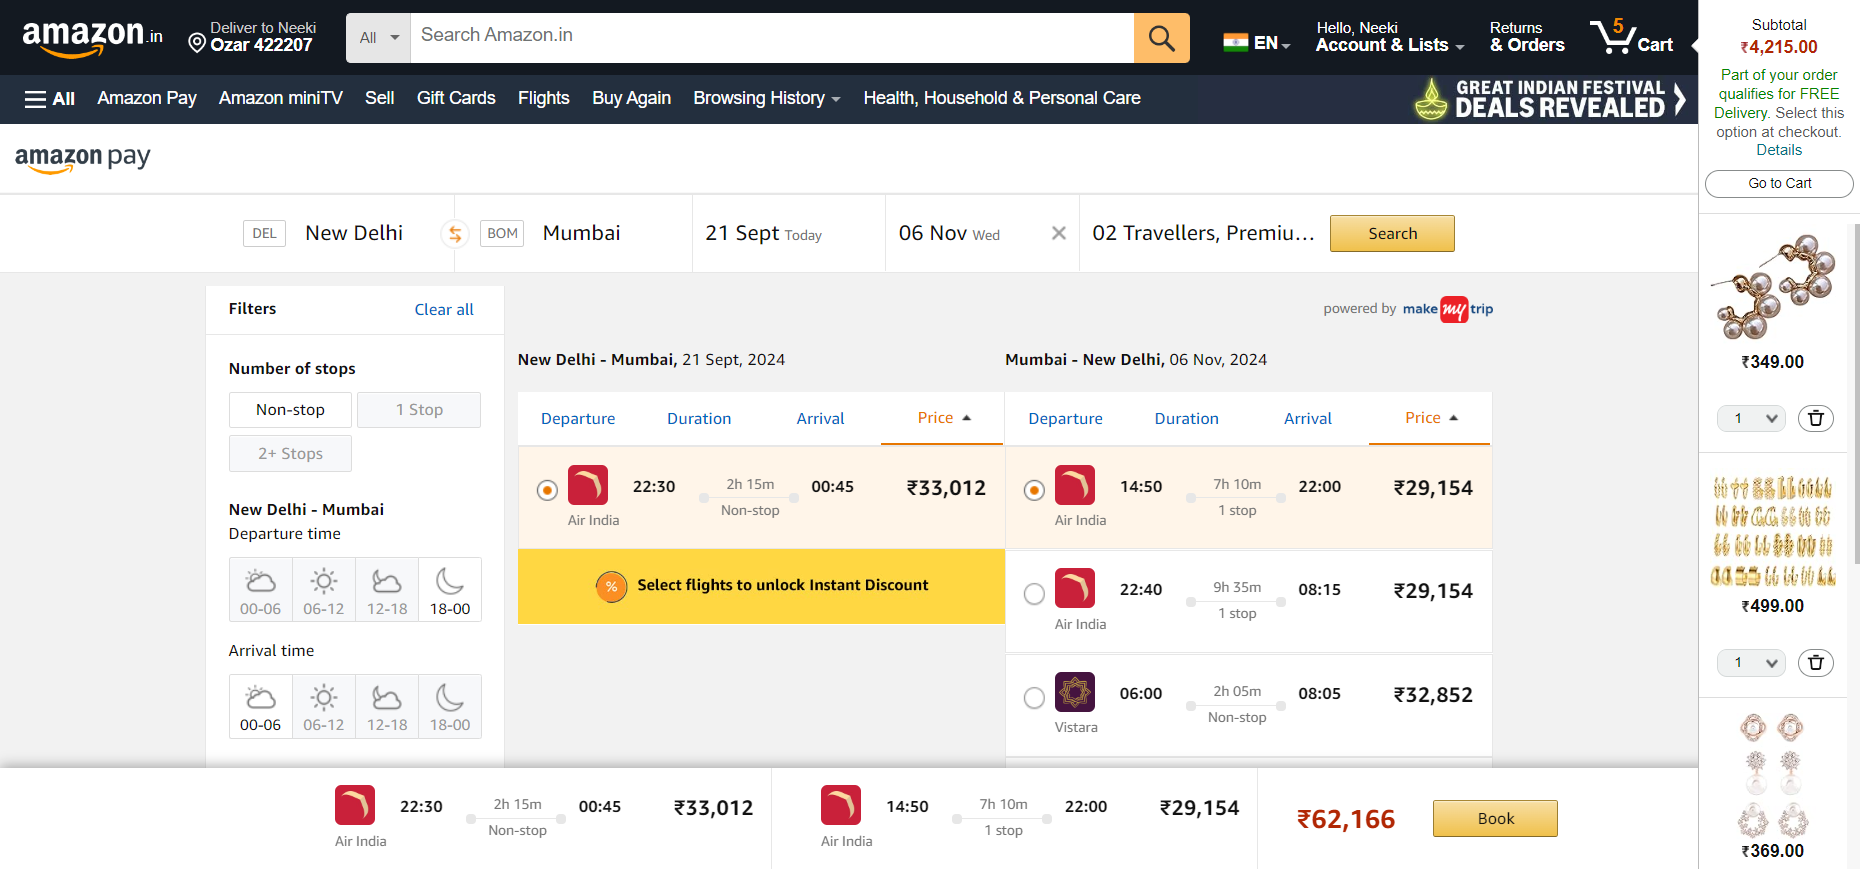 amazon.in
Deliver to Neeki
Ozar 422207
All
Search Amazon.in
EN
Hello, Neeki
Account & Lists
Returns
& Orders
5
Cart
All
Amazon Pay
Amazon miniTV
Sell
Gift Cards
Flights
Buy Again
Browsing History
Health, Household & Personal Care
GREAT INDIAN FESTIVAL
DEALS REVEALED
Subtotal
₹4,215.00
Part of your order
qualifies for FREE
Delivery. Select this
option at checkout.
Details
Go to Cart
₹349.00
1
₹499.00
1
₹369.00
amazon pay
DEL
New Delhi
BOM
Mumbai
21 Sept Today
06 Nov Wed
02 Travellers, Premiu...
Search
Filters
Clear all
Number of stops
Non-stop
1 Stop
2+ Stops
New Delhi - Mumbai
Departure time
00-06
06-12
12-18
18-00
Arrival time
00-06
06-12
12-18
18-00
powered by make my trip
New Delhi - Mumbai, 21 Sept, 2024
Departure
Duration
Arrival
Price
Air India
22:30
2h 15m
Non-stop
00:45
₹33,012
% Select flights to unlock Instant Discount
Mumbai - New Delhi, 06 Nov, 2024
Departure
Duration
Arrival
Price
Air India
14:50
7h 10m
1 stop
22:00
₹29,154
Air India
22:40
9h 35m
1 stop
08:15
₹29,154
Vistara
06:00
2h 05m
Non-stop
08:05
₹32,852
Air India
22:30
2h 15m
Non-stop
00:45
₹33,012
Air India
14:50
7h 10m
1 stop
22:00
₹29,154
₹62,166
Book